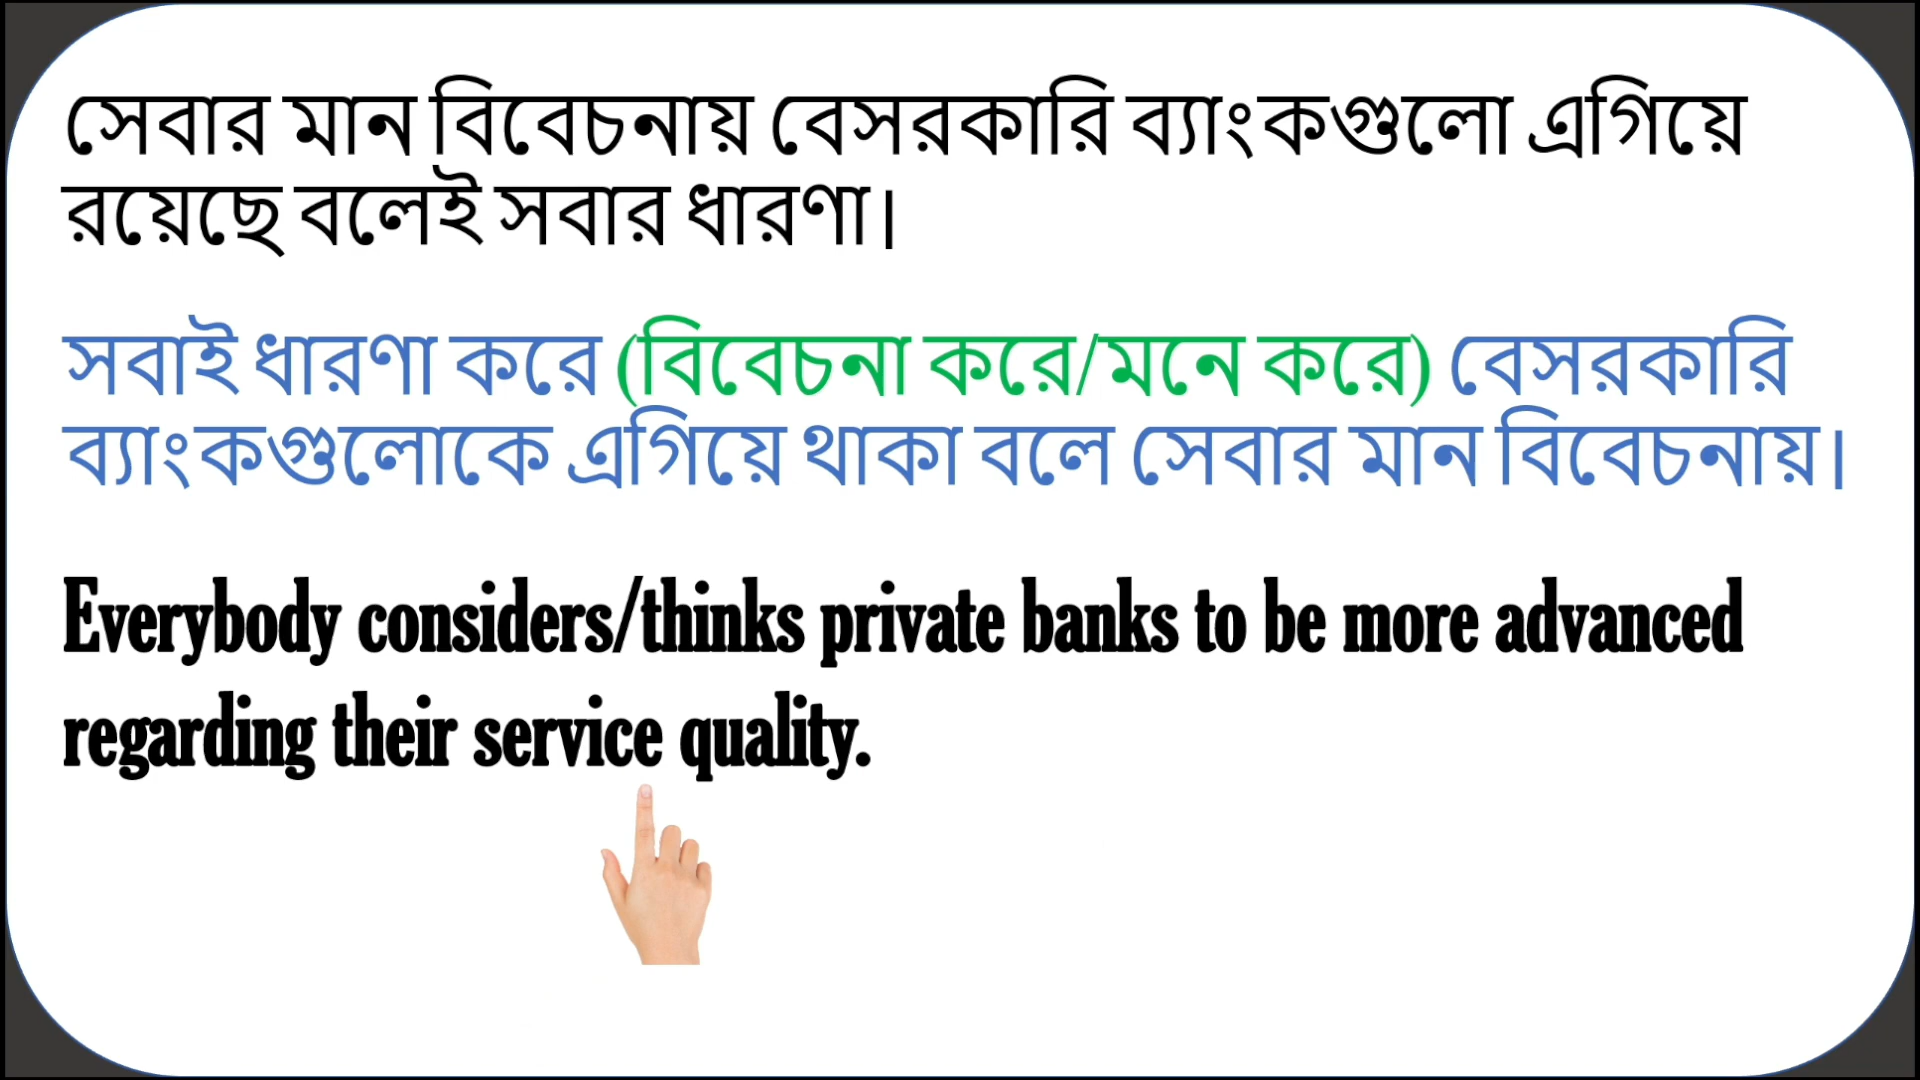 সেবার মান বিবেচনায় বেসরকারি ব্যাংকগুলো এগিয়ে
রয়েছে বলেই সবার ধারণা।
সবাই ধারণা করে (বিবেচনা করে/মনে করে) বেসরকারি
ব্যাংকগুলোকে এগিয়ে থাকা বলে সেবার মান বিবেচনায়।
Everybody considers/thinks private banks to be more advanced
regarding their service quality.